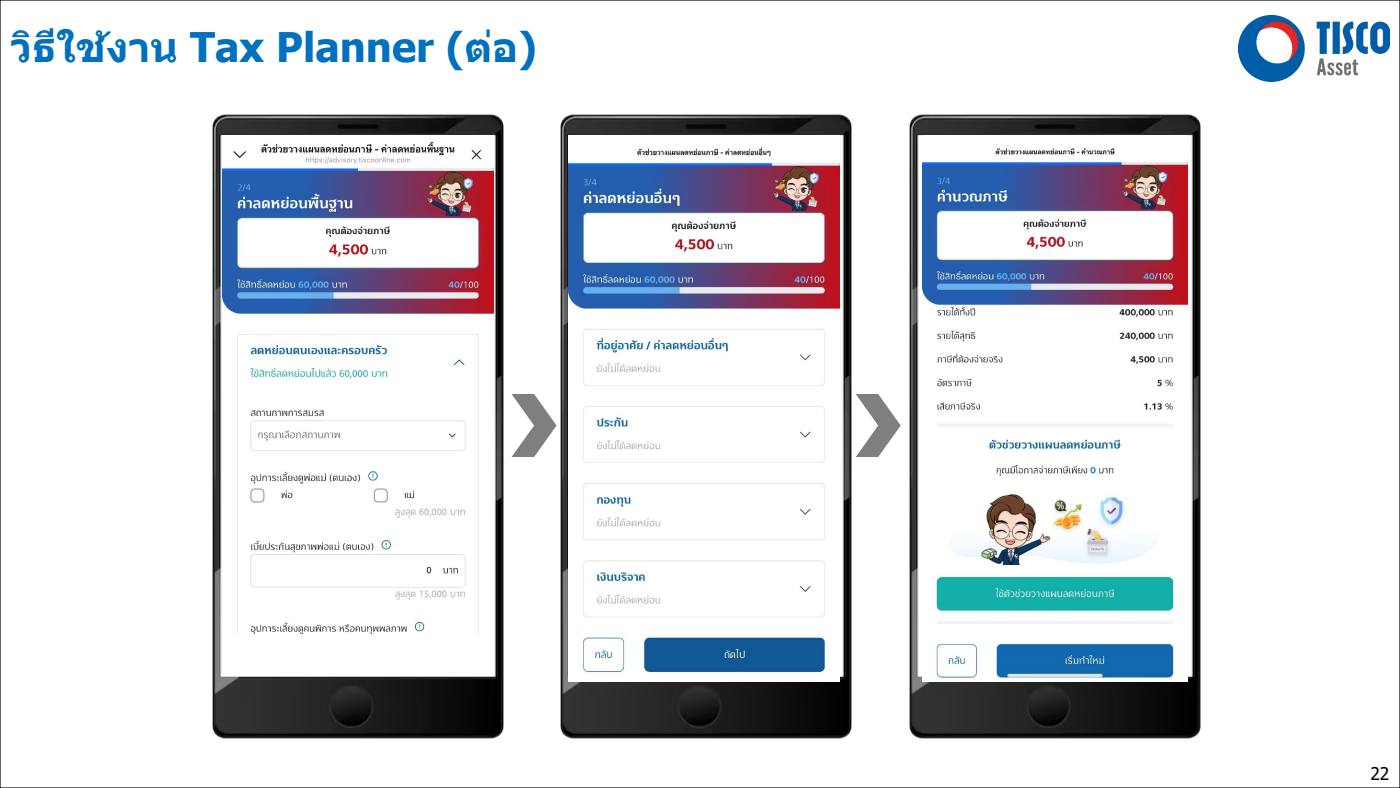 วิธีใช้งาน Tax Planner (ต่อ)
TISCO
Asset
ตัวช่วยวางแผนลดหย่อนภาษี - ค่าลดหย่อนพื้นฐาน
https://advisory.tiscoonline.com
2/4
ค่าลดหย่อนพื้นฐาน
คุณต้องจ่ายภาษี
4,500 บาท
ใช้สิทธิ์ลดหย่อน 60,000 บาท
40/100
ลดหย่อนตนเองและครอบครัว
ใช้สิทธิ์ลดหย่อนไปแล้ว 60,000 บาท
สถานภาพการสมรส
กรุณาเลือกสถานภาพ
อุปการะเลี้ยงดูพ่อแม่ (ตนเอง)
พ่อ
แม่
สูงสุด 60,000 บาท
เบี้ยประกันสุขภาพพ่อแม่ (ตนเอง)
0 บาท
สูงสุด 15,000 บาท
อุปการะเลี้ยงดูคนพิการ หรือคนทุพพลภาพ
ตัวช่วยวางแผนลดหย่อนภาษี - ค่าลดหย่อนอื่นๆ
3/4
ค่าลดหย่อนอื่นๆ
คุณต้องจ่ายภาษี
4,500 บาท
ใช้สิทธิ์ลดหย่อน 60,000 บาท
40/100
ที่อยู่อาศัย / ค่าลดหย่อนอื่นๆ
ยังไม่ได้ลดหย่อน
ประกัน
ยังไม่ได้ลดหย่อน
กองทุน
ยังไม่ได้ลดหย่อน
เงินบริจาค
ยังไม่ได้ลดหย่อน
กลับ
ถัดไป
ตัวช่วยวางแผนลดหย่อนภาษี - คำนวณภาษี
3/4
คำนวณภาษี
คุณต้องจ่ายภาษี
4,500 บาท
ใช้สิทธิ์ลดหย่อน 60,000 บาท
40/100
รายได้ทั้งปี 400,000 บาท
รายได้สุทธิ 240,000 บาท
ภาษีที่ต้องจ่ายจริง 4,500 บาท
อัตราภาษี 5 %
เสียภาษีจริง 1.13 %
ตัวช่วยวางแผนลดหย่อนภาษี
คุณมีโอกาสจ่ายภาษีเพียง 0 บาท
%
ใช้ตัวช่วยวางแผนลดหย่อนภาษี
กลับ
เริ่มทำใหม่
22